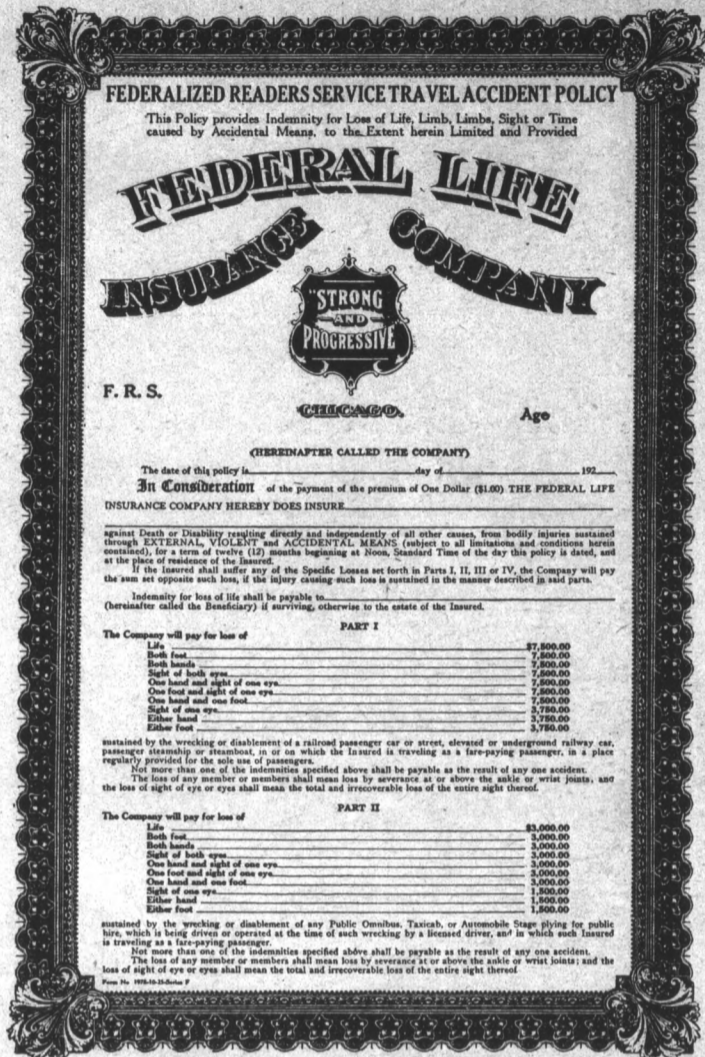 FEDERALIZED READERS SERVICE TRAVEL ACCIDENT POLICY
This Policy provides Indemnity for Loss of Life, Limb, Limbs, Sight or Time
caused by Accidental Means, to the Extent herein Limited and Provided
FEDERAL LIFE
INSURANCE COMPANY
"STRONG
AND
PROGRESSIVE"
F. R. S.
CHICAGO.
Age
(HEREINAFTER CALLED THE COMPANY)
The date of this policy is day of 192
In Consideration of the payment of the premium of One Dollar ($1.00) THE FEDERAL LIFE
INSURANCE COMPANY HEREBY DOES INSURE
against Death or Disability resulting directly and independently of all other causes, from bodily injuries sustained
through EXTERNAL, VIOLENT and ACCIDENTAL MEANS (subject to all limitations and conditions herein
contained), for a term of twelve (12) months beginning at Noon, Standard Time of the day this policy is dated, and
at the place of residence of the Insured.
If the Insured shall suffer any of the Specific Losses set forth in Parts I, II, III or IV, the Company will pay
the sum set opposite such loss, if the injury causing such loss is sustained in the manner described in said parts.
Indemnity for loss of life shall be payable to
(hereinafter called the Beneficiary) if surviving, otherwise to the estate of the Insured.
PART I
The Company will pay for loss of
Life $7,500.00
Both feet 7,500.00
Both hands 7,500.00
Sight of both eyes 7,500.00
One hand and sight of one eye 7,500.00
One foot and sight of one eye 7,500.00
One hand and one foot 7,500.00
Sight of one eye 3,750.00
Either hand 3,750.00
Either foot 3,750.00
sustained by the wrecking or disablement of a railroad passenger car or street, elevated or underground railway car,
passenger steamship or steamboat, in or on which the Insured is traveling as a fare-paying passenger, in a place
regularly provided for the sole use of passengers.
Not more than one of the indemnities specified above shall be payable as the result of any one accident.
The loss of any member or members shall mean loss by severance at or above the ankle or wrist joints, and
the loss of sight of eye or eyes shall mean the total and irrecoverable loss of the entire sight thereof.
PART II
The Company will pay for loss of
Life $3,000.00
Both feet 3,000.00
Both hands 3,000.00
Sight of both eyes 3,000.00
One hand and sight of one eye 3,000.00
One foot and sight of one eye 3,000.00
One hand and one foot 3,000.00
Sight of one eye 1,500.00
Either hand 1,500.00
Either foot 1,500.00
sustained by the wrecking or disablement of any Public Omnibus, Taxicab, or Automobile Stage plying for public
hire, which is being driven or operated at the time of such wrecking by a licensed driver, and in which such Insured
is traveling as a fare-paying passenger.
Not more than one of the indemnities specified above shall be payable as the result of any one accident.
The loss of any member or members shall mean loss by severance at or above the ankle or wrist joints; and the
loss of sight of eye or eyes shall mean the total and irrecoverable loss of the entire sight thereof
Form No